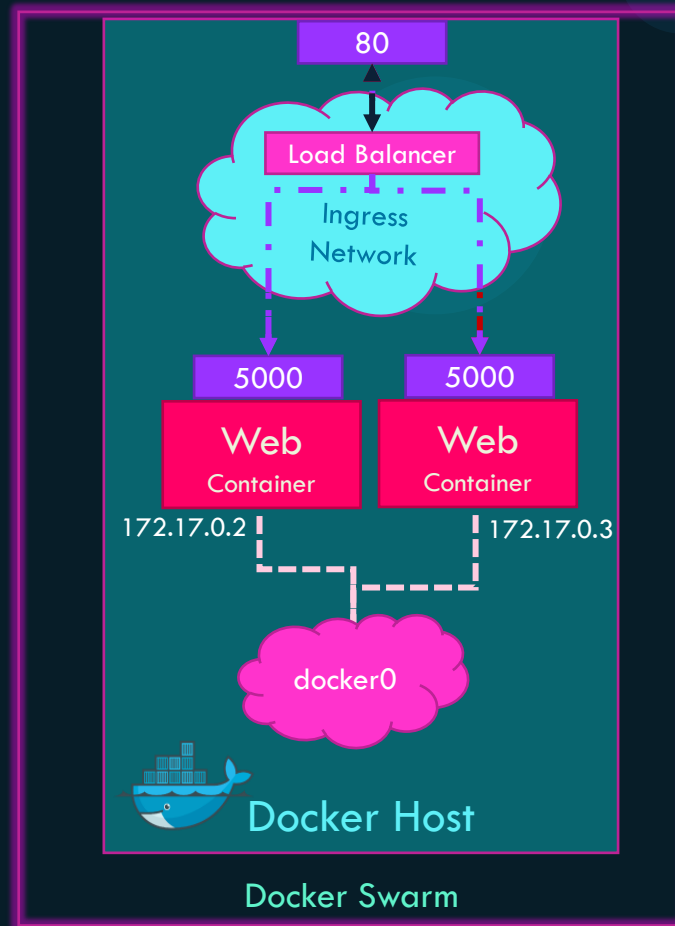 80
Load Balancer
Ingress
Network
5000
5000
Web
Container
Web
Container
172.17.0.2
172.17.0.3
docker0
Docker Host
Docker Swarm